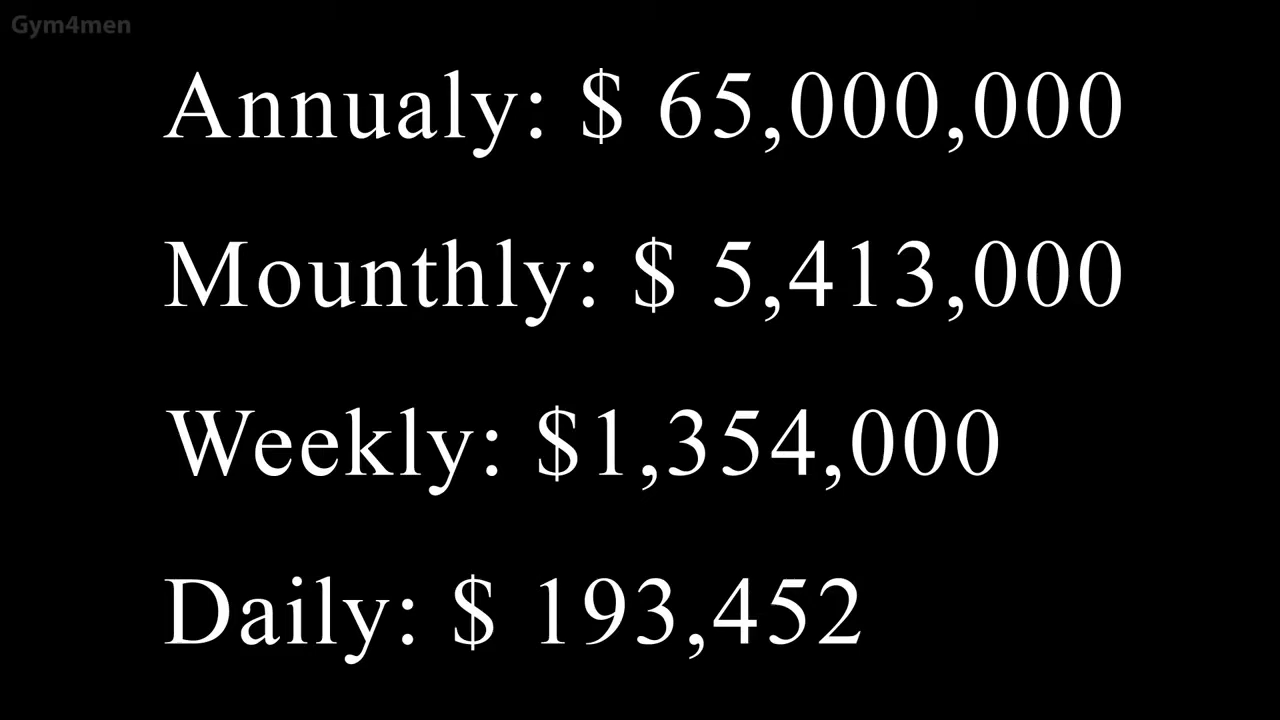 Gym4men
Annualy: $ 65,000,000
Mounthly: $ 5,413,000
Weekly: $1,354,000
Daily: $ 193,452